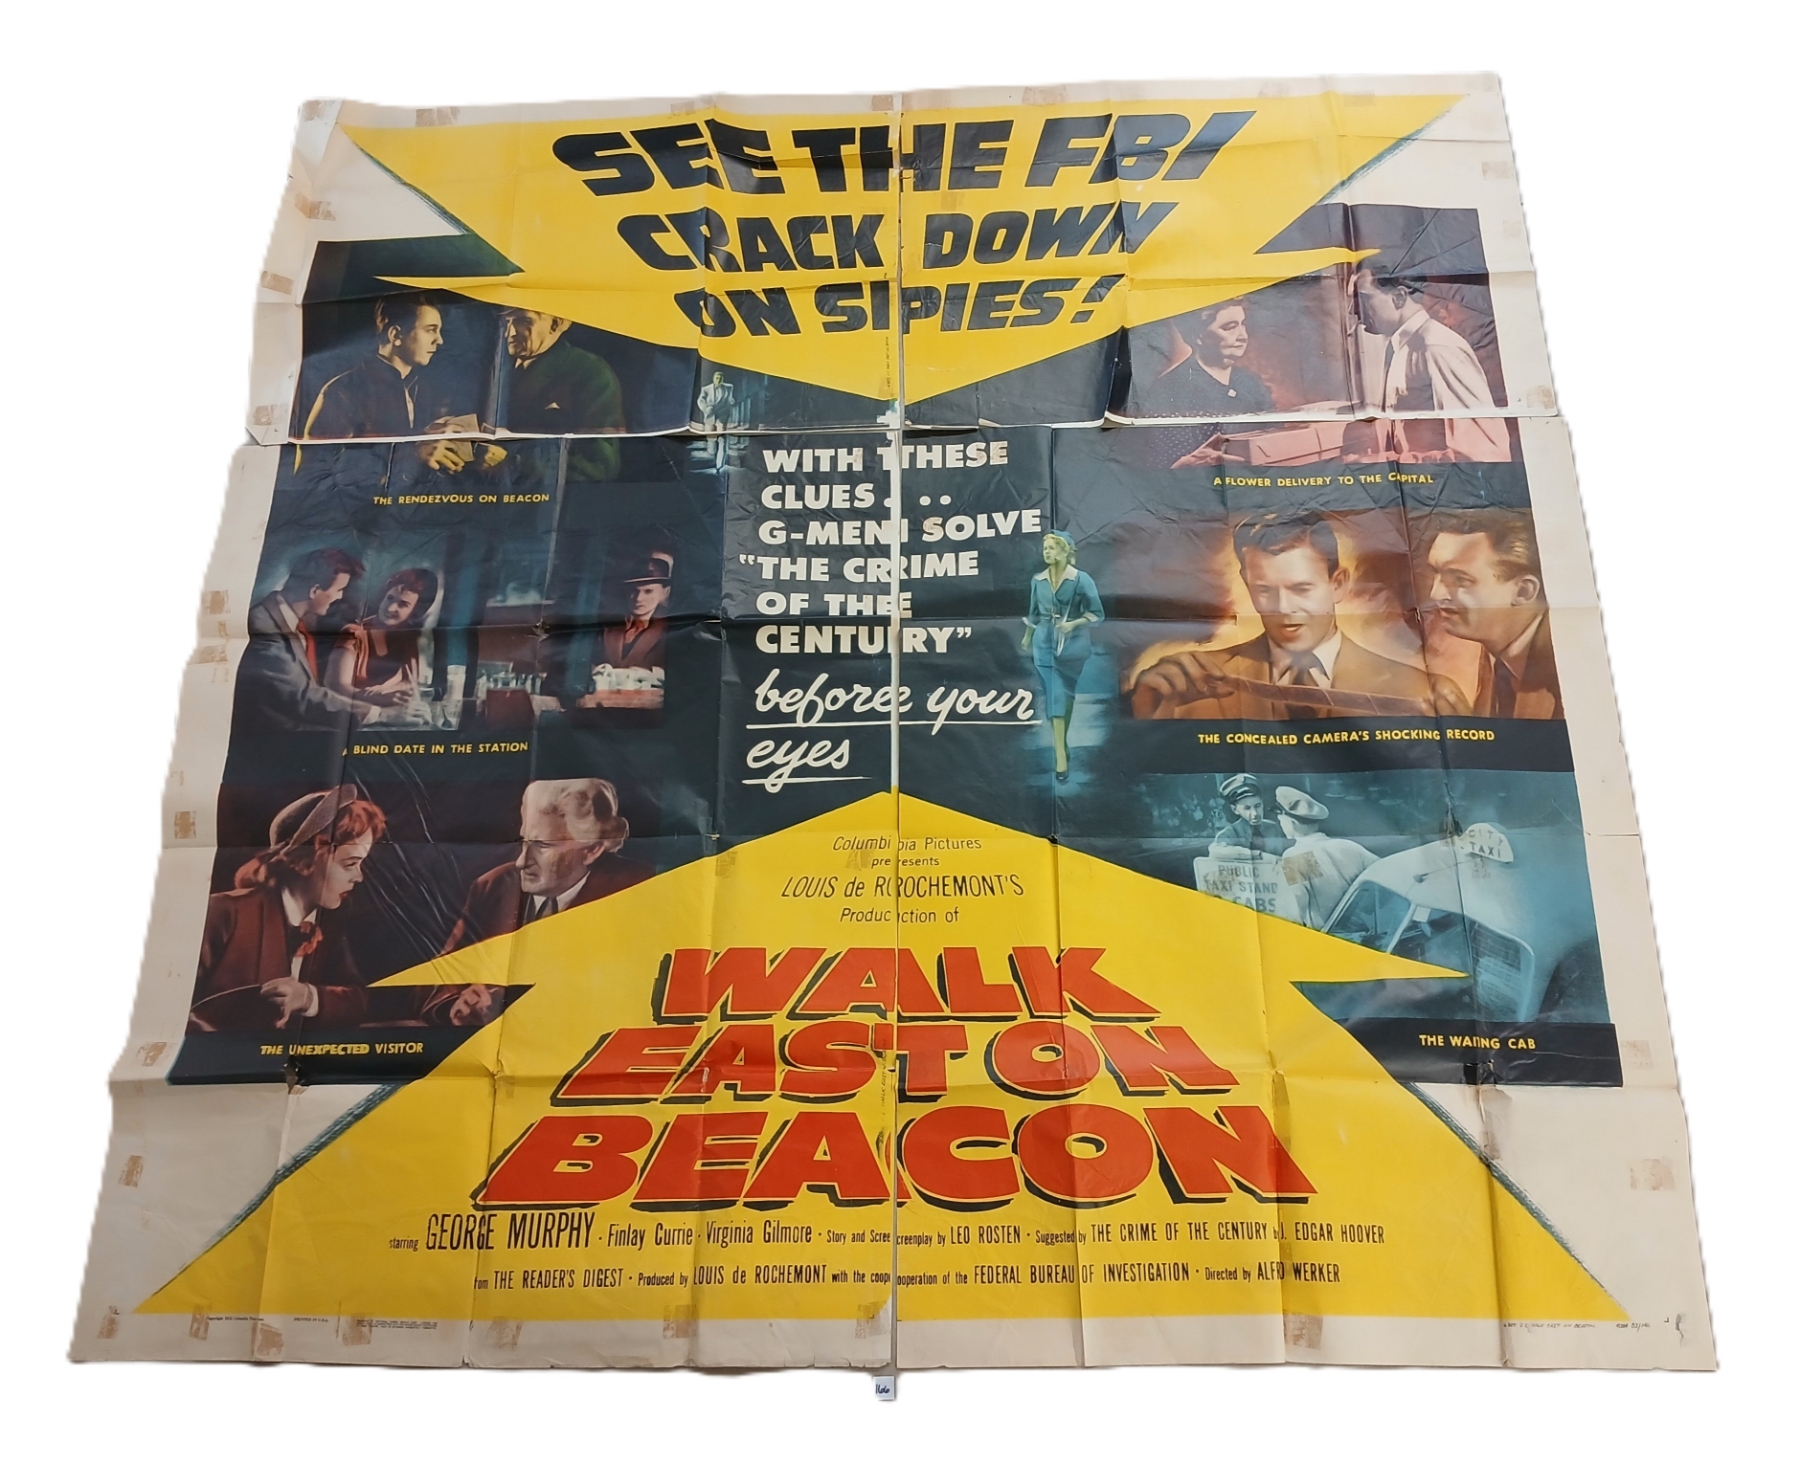 SEE THE FBI
CRACK DOWN
ON SPIES!
THE RENDEZVOUS ON BEACON
A FLOWER DELIVERY TO THE CAPITAL
WITH THESE
CLUES...
G-MEN SOLVE
"THE CRIME
OF THE
CENTURY"
before your
eyes
A BLIND DATE IN THE STATION
THE CONCEALED CAMERA'S SHOCKING RECORD
PUBLIC
TAXI STAND
CABS
CITY
TAXI
THE UNEXPECTED VISITOR
THE WAITING CAB
Columbia Pictures
presents
LOUIS de ROCHEMONT'S
Production of
WALK
EAST ON
BEACON
starring GEORGE MURPHY · Finlay Currie · Virginia Gilmore · Story and Screenplay by LEO ROSTEN · Suggested by THE CRIME OF THE CENTURY by J. EDGAR HOOVER
from THE READER'S DIGEST · Produced by LOUIS de ROCHEMONT with the cooperation of the FEDERAL BUREAU OF INVESTIGATION · Directed by ALFRED WERKER
52/140
166